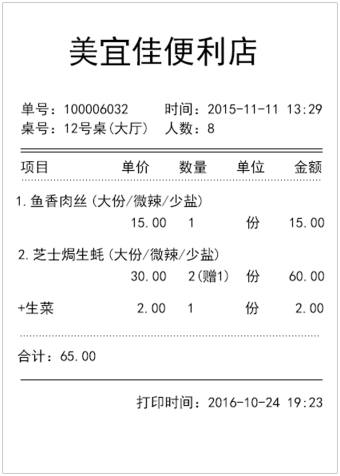 美宜佳便利店
单号：100006032 时间：2015-11-11 13:29
桌号：12号桌(大厅) 人数：8
项目 单价 数量 单位 金额
1.鱼香肉丝(大份/微辣/少盐)
15.00 1 份 15.00
2.芝士焗生蚝(大份/微辣/少盐)
30.00 2(赠1) 份 60.00
+生菜 2.00 1 份 2.00
合计：65.00
打印时间：2016-10-24 19:23